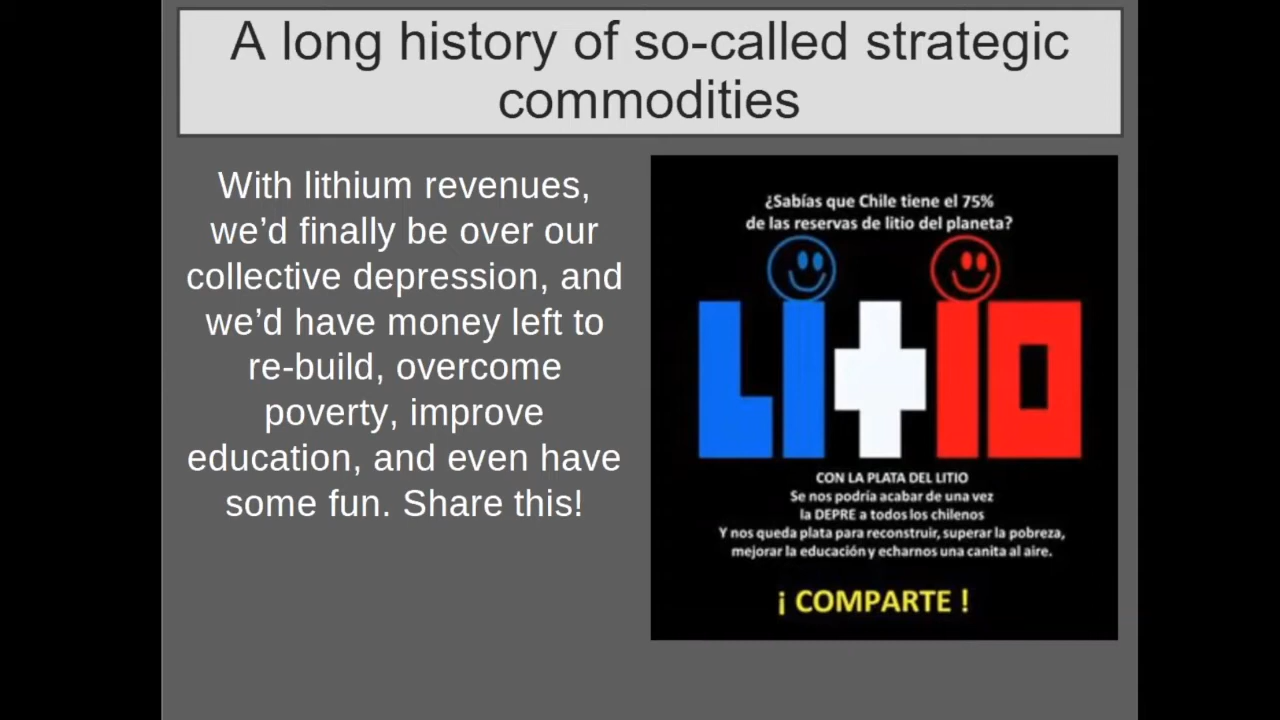 A long history of so-called strategic
commodities
With lithium revenues,
we’d finally be over our
collective depression, and
we’d have money left to
re-build, overcome
poverty, improve
education, and even have
some fun. Share this!
¿Sabías que Chile tiene el 75%
de las reservas de litio del planeta?
Litio
CON LA PLATA DEL LITIO
Se nos podría acabar de una vez
la DEPRE a todos los chilenos
Y nos queda plata para reconstruir, superar la pobreza,
mejorar la educación y echarnos una canita al aire.
¡ COMPARTE !